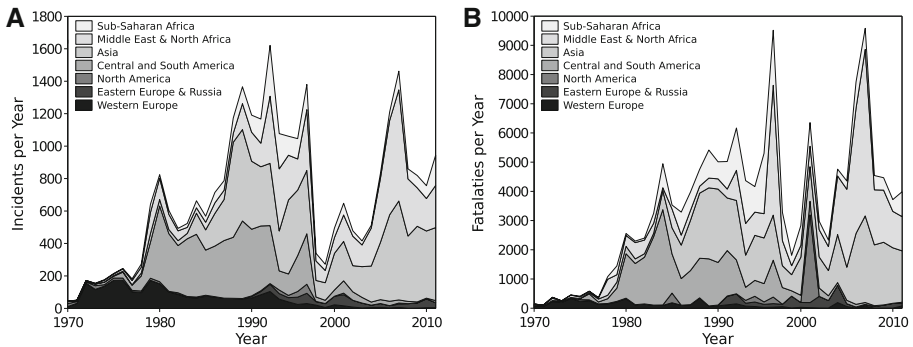 A
Incidents per Year
1800
1600
1400
1200
1000
800
600
400
200
0
Sub-Saharan Africa
Middle East & North Africa
Asia
Central and South America
North America
Eastern Europe & Russia
Western Europe
1970
1980
1990
2000
2010
Year
B
Fatalaties per Year
10000
9000
8000
7000
6000
5000
4000
3000
2000
1000
0
Sub-Saharan Africa
Middle East & North Africa
Asia
Central and South America
North America
Eastern Europe & Russia
Western Europe
1970
1980
1990
2000
2010
Year